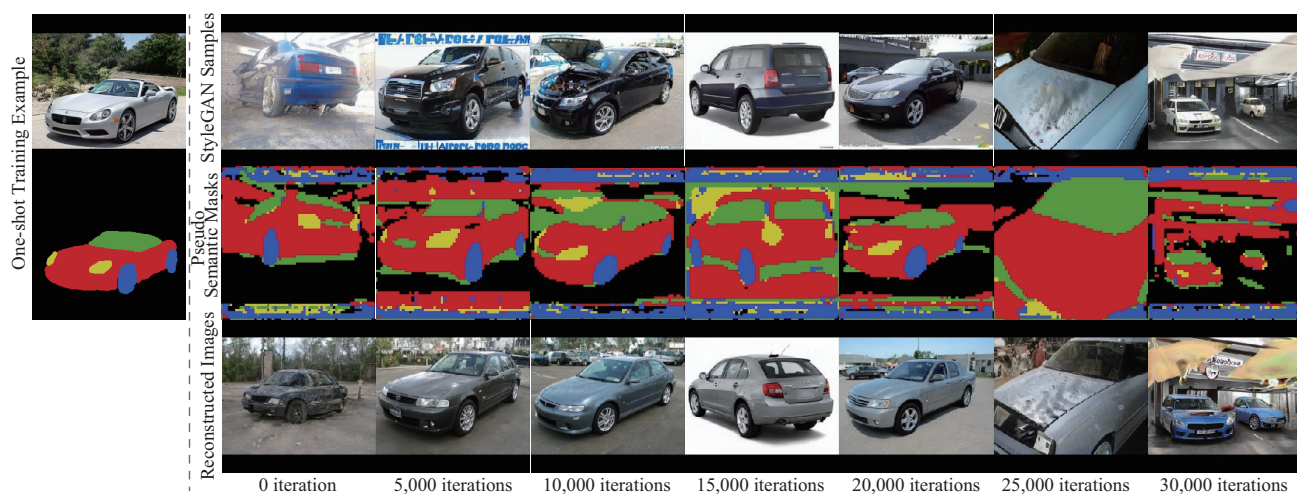 One-shot Training Example
StyleGAN Samples
Pseudo
Semantic Masks
Reconstructed Images
0 iteration
5,000 iterations
10,000 iterations
15,000 iterations
20,000 iterations
25,000 iterations
30,000 iterations